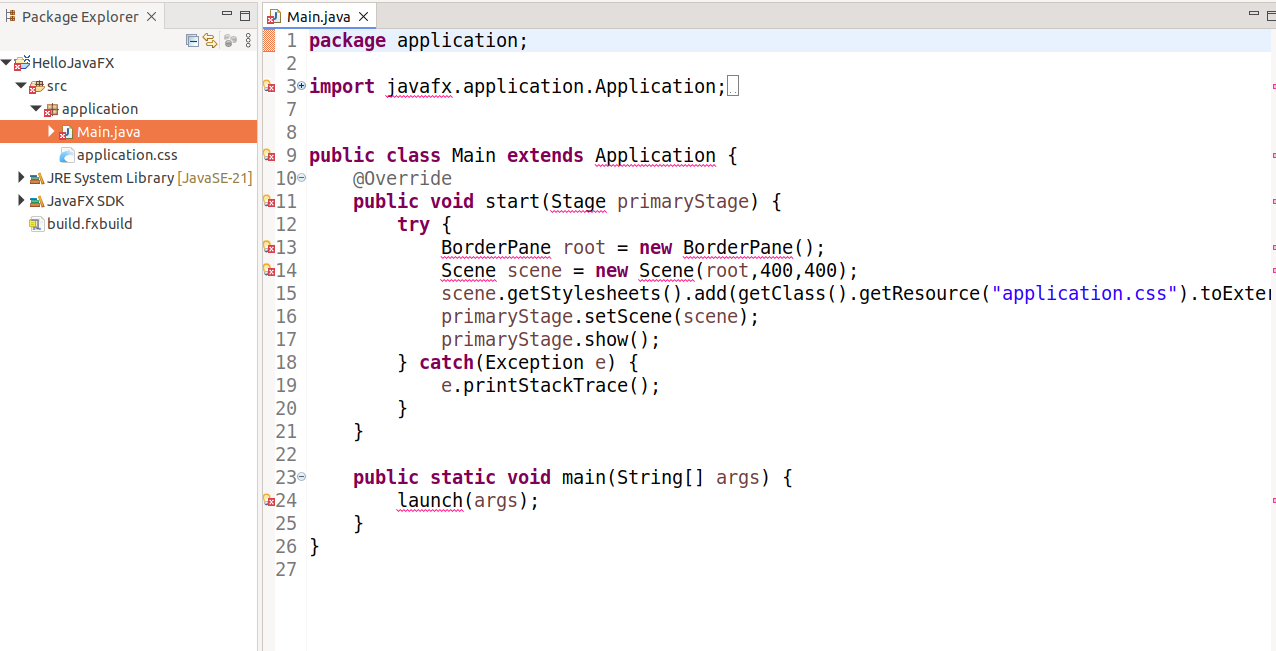 Package Explorer
Main.java
HelloJavaFX
src
application
Main.java
application.css
JRE System Library [JavaSE-21]
JavaFX SDK
build.fxbuild
1 package application;
2
3 import javafx.application.Application;
7
8
9 public class Main extends Application {
10 @Override
11 public void start(Stage primaryStage) {
12 try {
13 BorderPane root = new BorderPane();
14 Scene scene = new Scene(root,400,400);
15 scene.getStylesheets().add(getClass().getResource("application.css").toExter
16 primaryStage.setScene(scene);
17 primaryStage.show();
18 } catch(Exception e) {
19 e.printStackTrace();
20 }
21 }
22
23 public static void main(String[] args) {
24 launch(args);
25 }
26 }
27